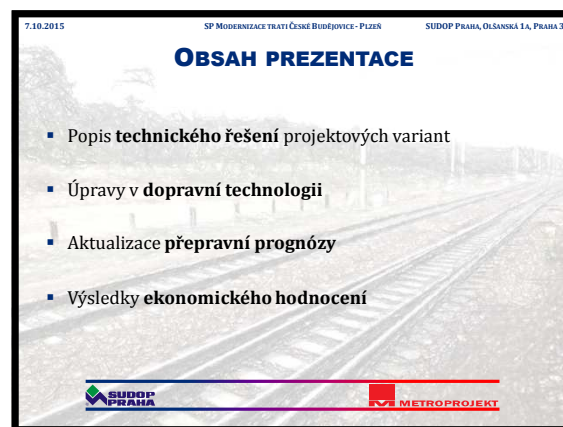 7.10.2015 SP MODERNIZACE TRATI ČESKÉ BUDĚJOVICE - PLZEŇ SUDOP PRAHA, OLŠANSKÁ 1A, PRAHA 3
OBSAH PREZENTACE
▪ Popis technického řešení projektových variant
▪ Úpravy v dopravní technologii
▪ Aktualizace přepravní prognózy
▪ Výsledky ekonomického hodnocení
SUDOP PRAHA METROPROJEKT